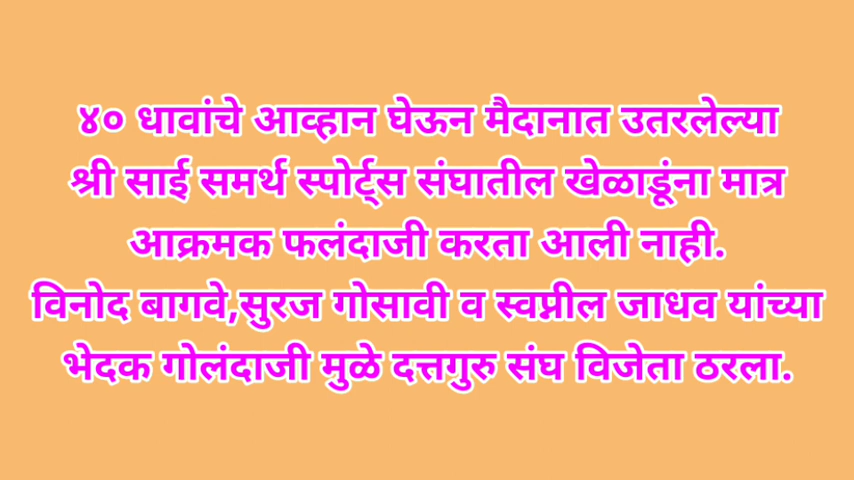 ४० धावांचे आव्हान घेऊन मैदानात उतरलेल्या
श्री साई समर्थ स्पोर्ट्स संघातील खेळाडूंना मात्र
आक्रमक फलंदाजी करता आली नाही.
विनोद बागवे,सुरज गोसावी व स्वप्नील जाधव यांच्या
भेदक गोलंदाजी मुळे दत्तगुरु संघ विजेता ठरला.